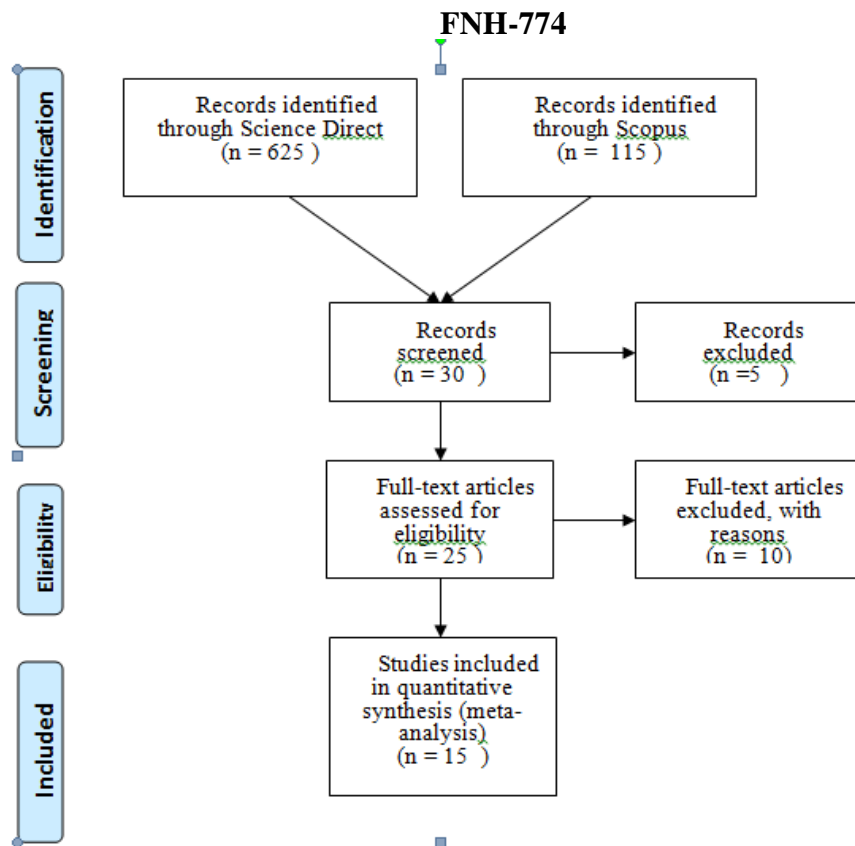 FNH-774
Identification
Records identified
through Science Direct
(n = 625 )
Records identified
through Scopus
(n = 115 )
Screening
Records
screened
(n = 30 )
Records
excluded
(n =5 )
Eligibility
Full-text articles
assessed for
eligibility
(n = 25 )
Full-text articles
excluded, with
reasons
(n = 10)
Included
Studies included
in quantitative
synthesis (meta-
analysis)
(n = 15 )